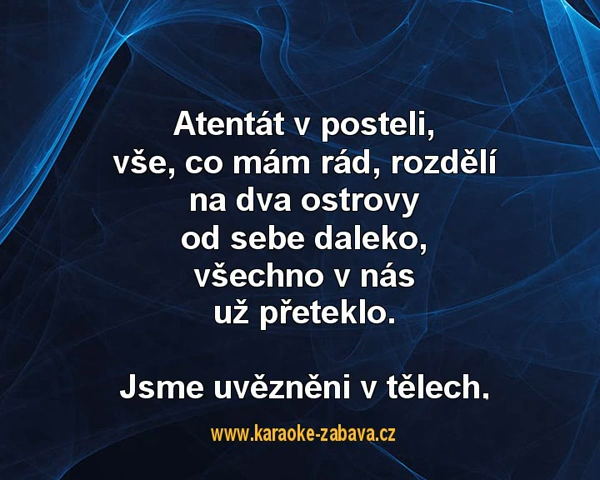 Atentát v posteli,
vše, co mám rád, rozdělí
na dva ostrovy
od sebe daleko,
všechno v nás
už přeteklo.
Jsme uvězněni v tělech,
www.karaoke-zabava.cz